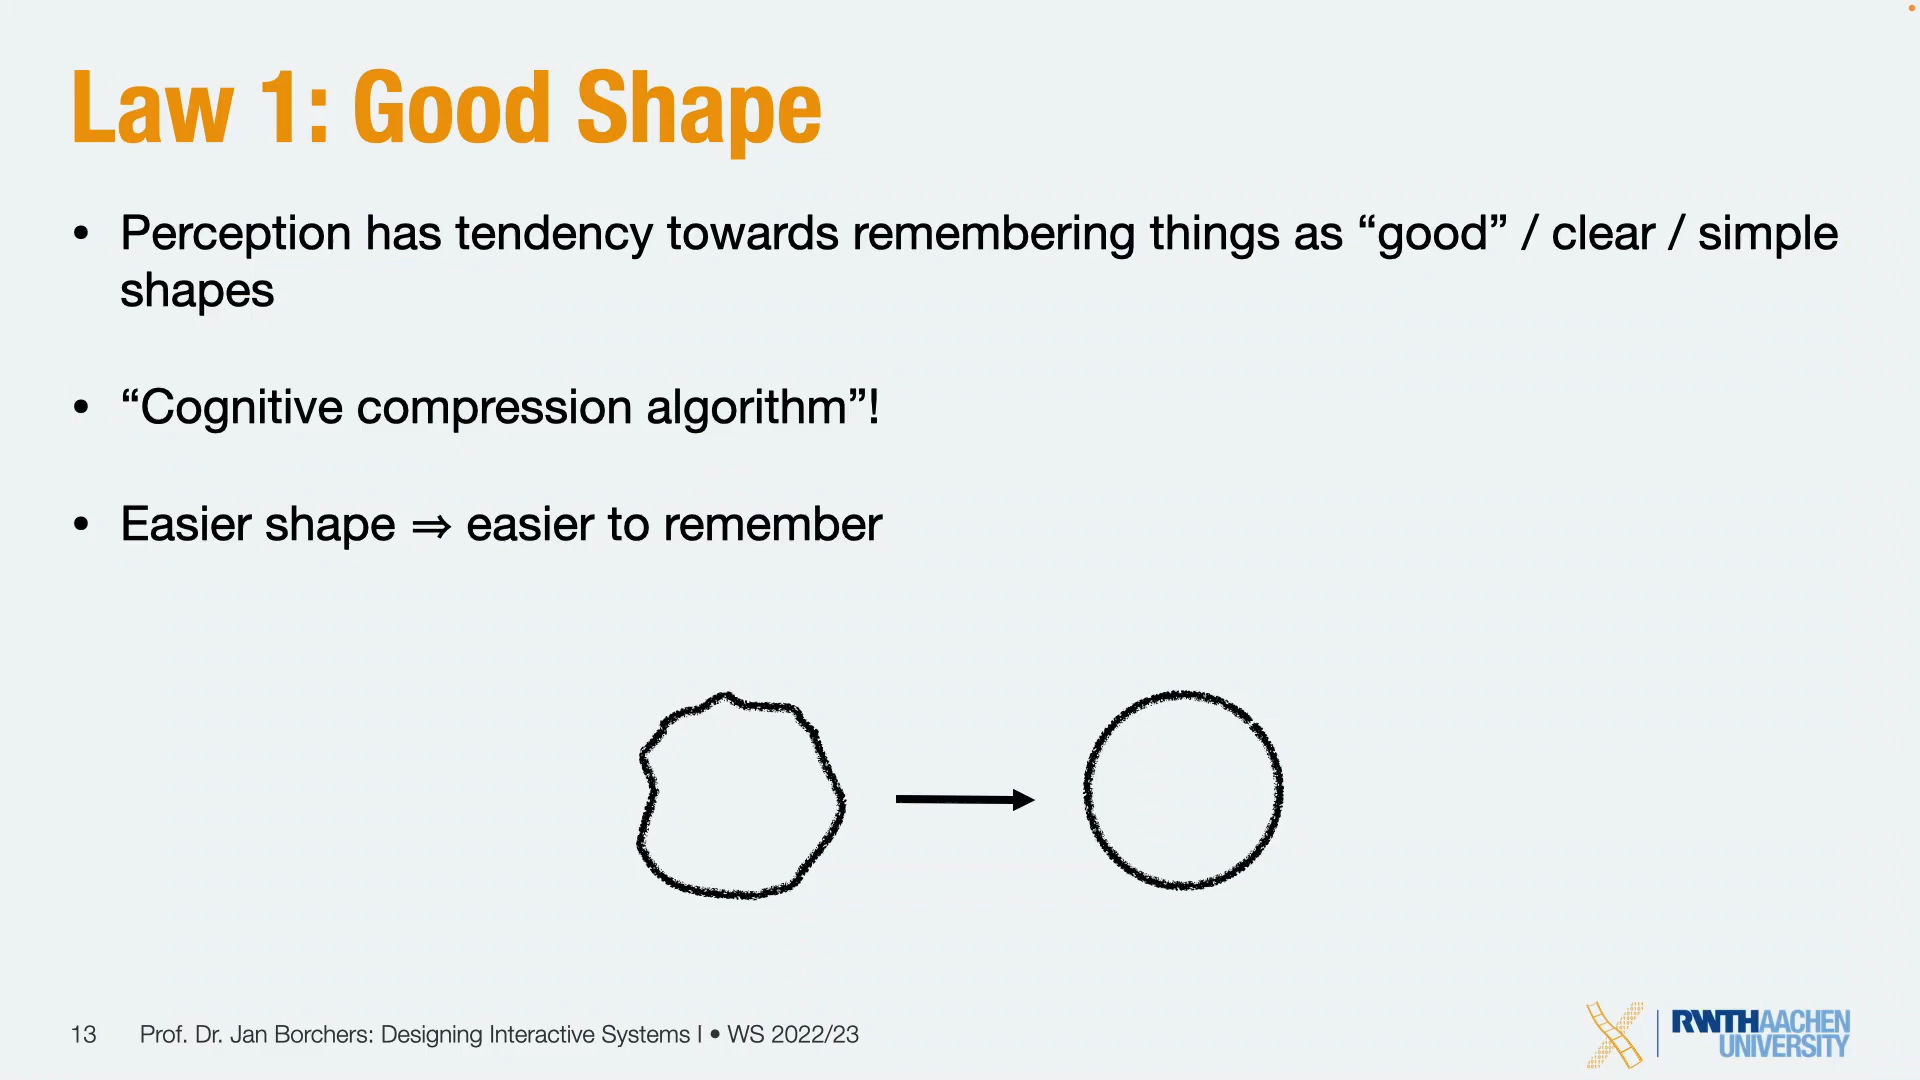 Law 1: Good Shape
• Perception has tendency towards remembering things as “good” / clear / simple
shapes
• “Cognitive compression algorithm”!
• Easier shape ⇒ easier to remember
13 Prof. Dr. Jan Borchers: Designing Interactive Systems I • WS 2022/23
RWTHAACHEN
UNIVERSITY